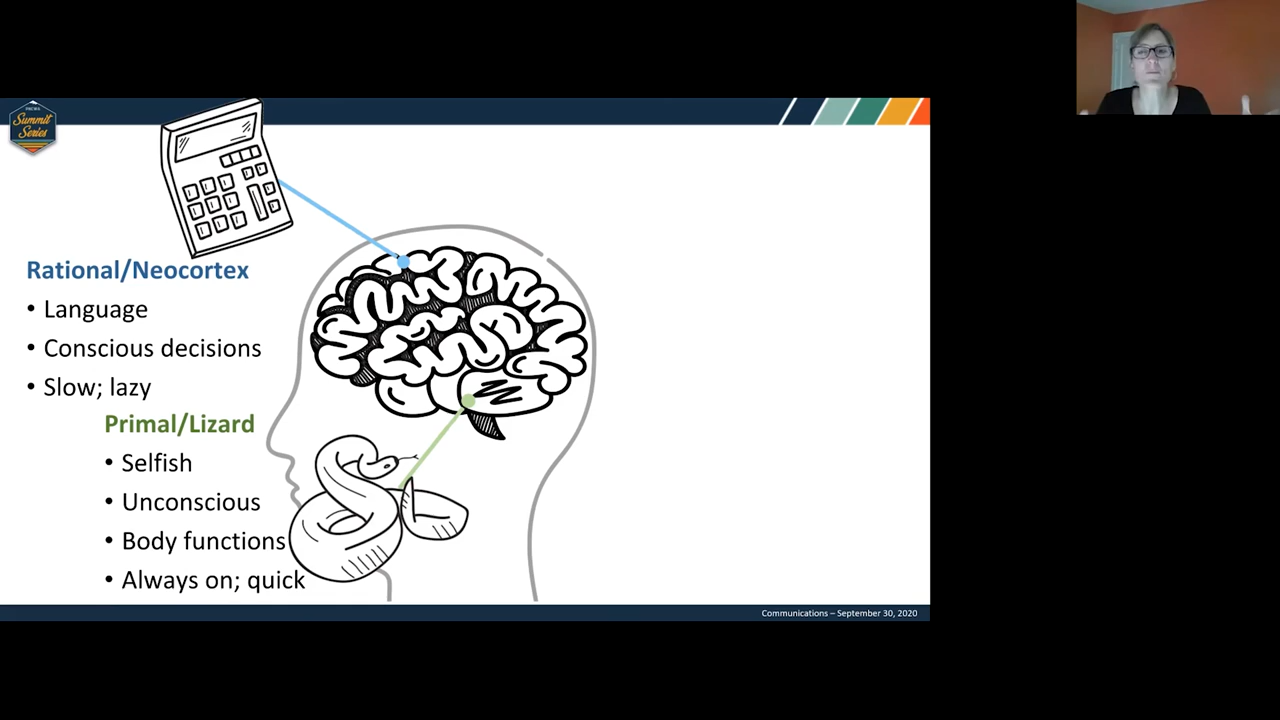 Summit
Series
Rational/Neocortex
• Language
• Conscious decisions
• Slow; lazy
Primal/Lizard
• Selfish
• Unconscious
• Body functions
• Always on; quick
Communications – September 30, 2020